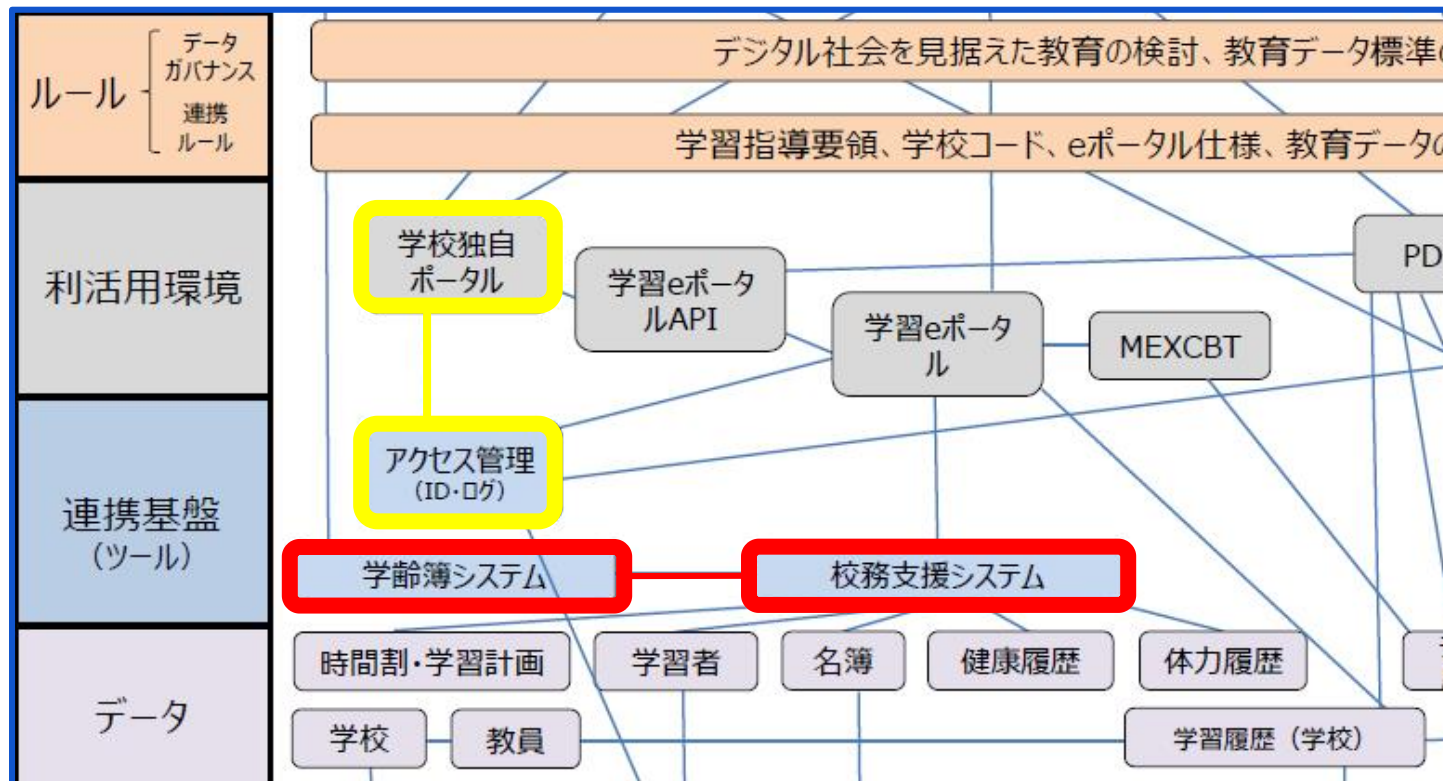 ルール
データ
ガバナンス
連携
ルール
デジタル社会を見据えた教育の検討、教育データ標準
学習指導要領、学校コード、eポータル仕様、教育データの
利活用環境
学校独自
ポータル
学習eポータ
ルAPI
学習eポータ
ル
MEXCBT
PD
連携基盤
（ツール）
アクセス管理
（ID・ログ）
学齢簿システム
校務支援システム
データ
時間割・学習計画
学習者
名簿
健康履歴
体力履歴
学校
教員
学習履歴（学校）